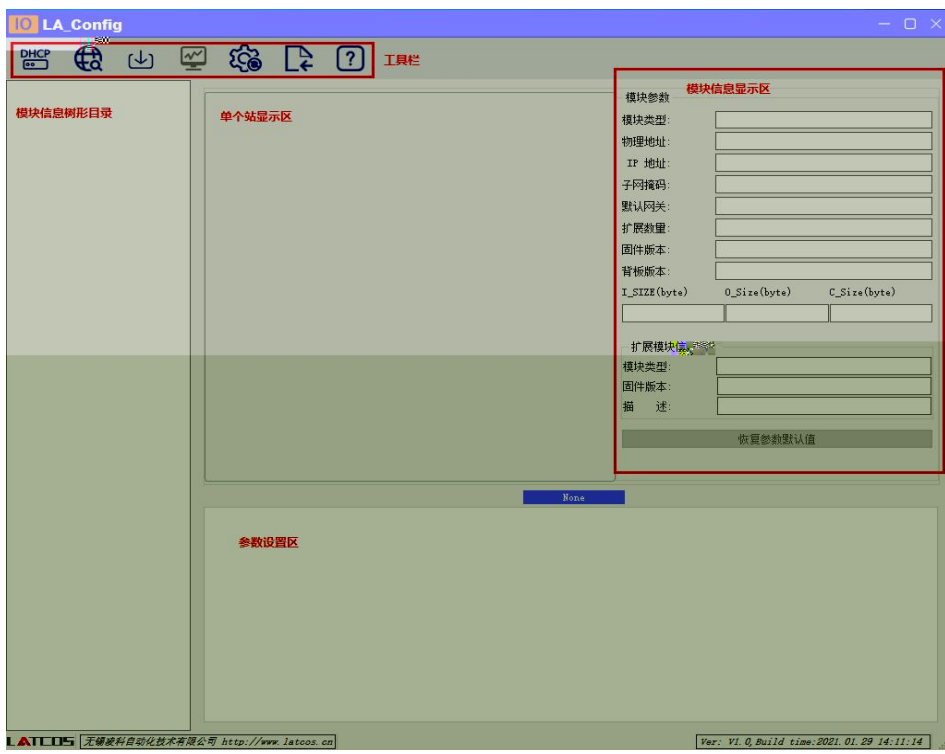 IO LA_Config
DHCP
工具栏
模块信息树形目录
单个站显示区
模块信息显示区
模块参数
模块类型:
物理地址:
IP 地址:
子网掩码:
默认网关:
扩展数量:
固件版本:
背板版本:
I_SIZE(byte) O_Size(byte) C_Size(byte)
扩展模块信
模块类型:
固件版本:
描 述:
恢复参数默认值
None
参数设置区
LATCOS 无锡凌科自动化技术有限公司 http://www.latcos.cn
Ver: V1.0,Build time:2021.01.29 14:11:14